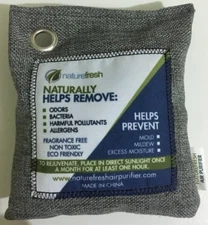 naturefresh
NATURALLY
HELPS REMOVE:
ODORS
BACTERIA
HARMFUL POLLUTANTS
ALLERGENS
FRAGRANCE FREE
NON TOXIC
ECO FRIENDLY
HELPS
PREVENT
MOLD
MILDEW
EXCESS MOISTURE
TO REJUVENATE, PLACE IN DIRECT SUNLIGHT ONCE
A MONTH FOR AT LEAST ONE HOUR.
www.naturefreshairpurifier.com
MADE IN CHINA